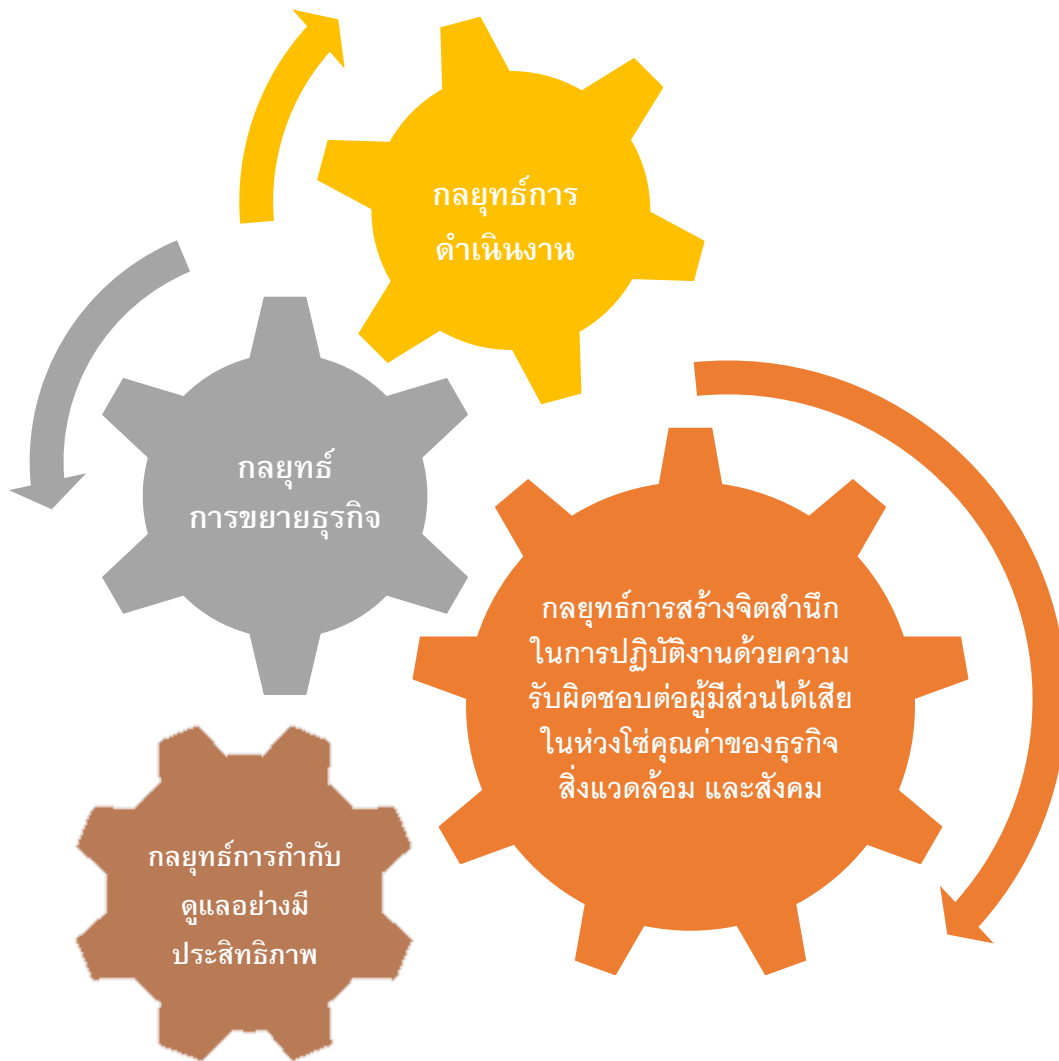 กลยุทธ์การ
ดำเนินงาน
กลยุทธ์
การขยายธุรกิจ
กลยุทธ์การสร้างจิตสำนึก
ในการปฏิบัติงานด้วยความ
รับผิดชอบต่อผู้มีส่วนได้เสีย
ในห่วงโซ่คุณค่าของธุรกิจ
สิ่งแวดล้อม และสังคม
กลยุทธ์การกำกับ
ดูแลอย่างมี
ประสิทธิภาพ